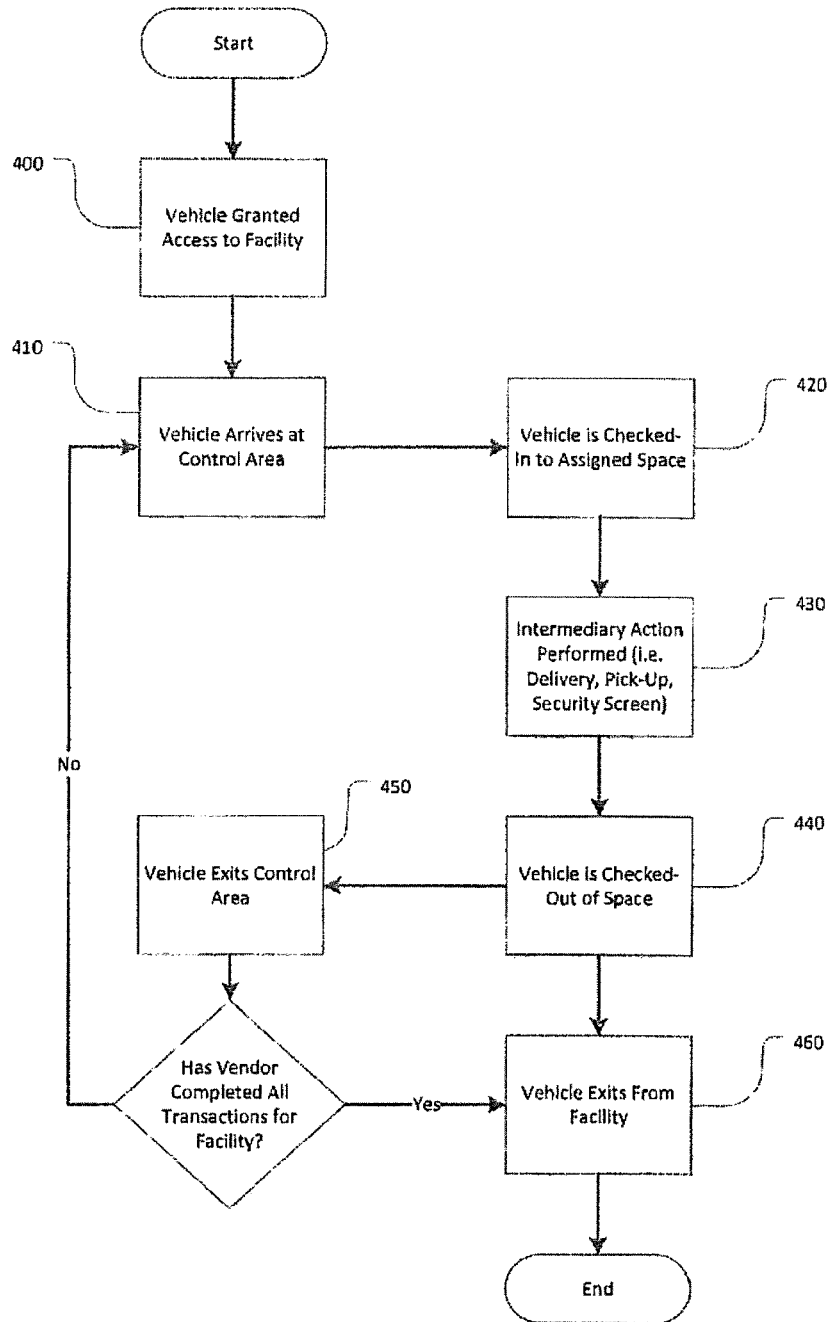 Start
400
Vehicle Granted
Access to Facility
410
Vehicle Arrives at
Control Area
420
Vehicle is Checked-
In to Assigned Space
430
Intermediary Action
Performed (i.e.
Delivery, Pick-Up,
Security Screen)
No
450
Vehicle Exits Control
Area
440
Vehicle is Checked-
Out of Space
Has Vendor
Completed All
Transactions for
Facility?
Yes
460
Vehicle Exits From
Facility
End